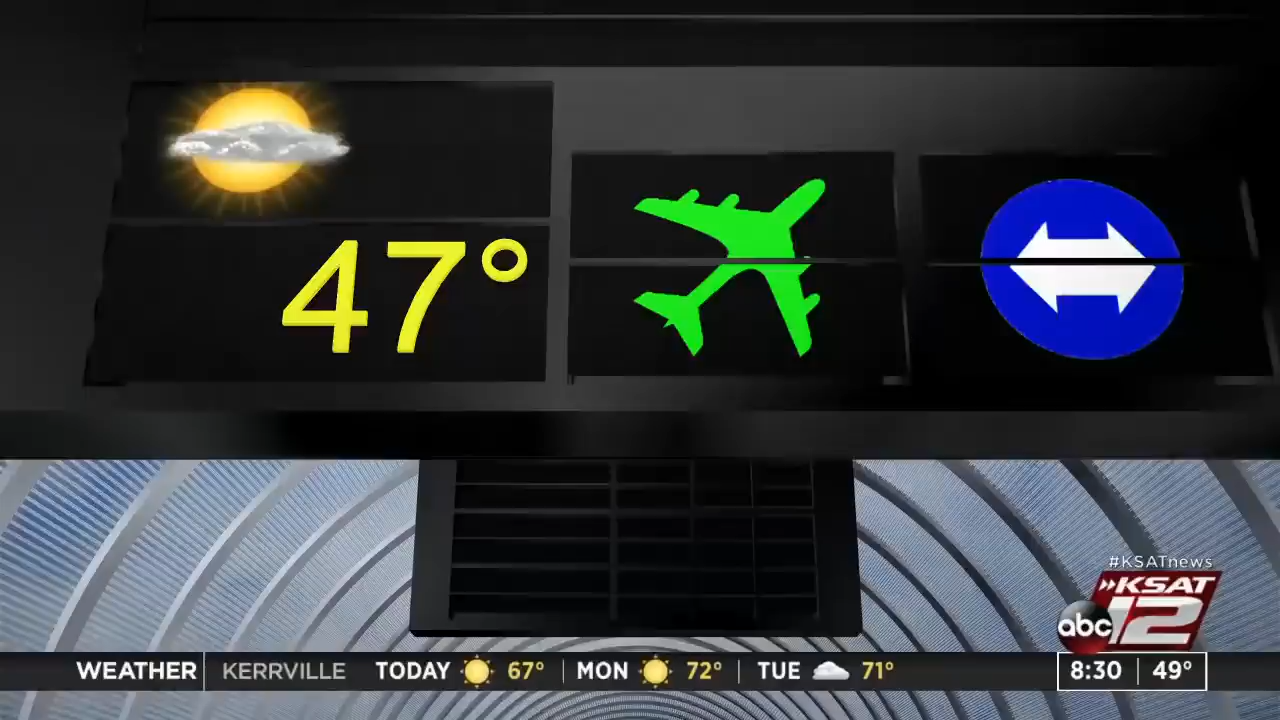 47°
#KSATnews
KSAT
abc 12
WEATHER KERRVILLE TODAY 67° MON 72° TUE 71° 8:30 49°